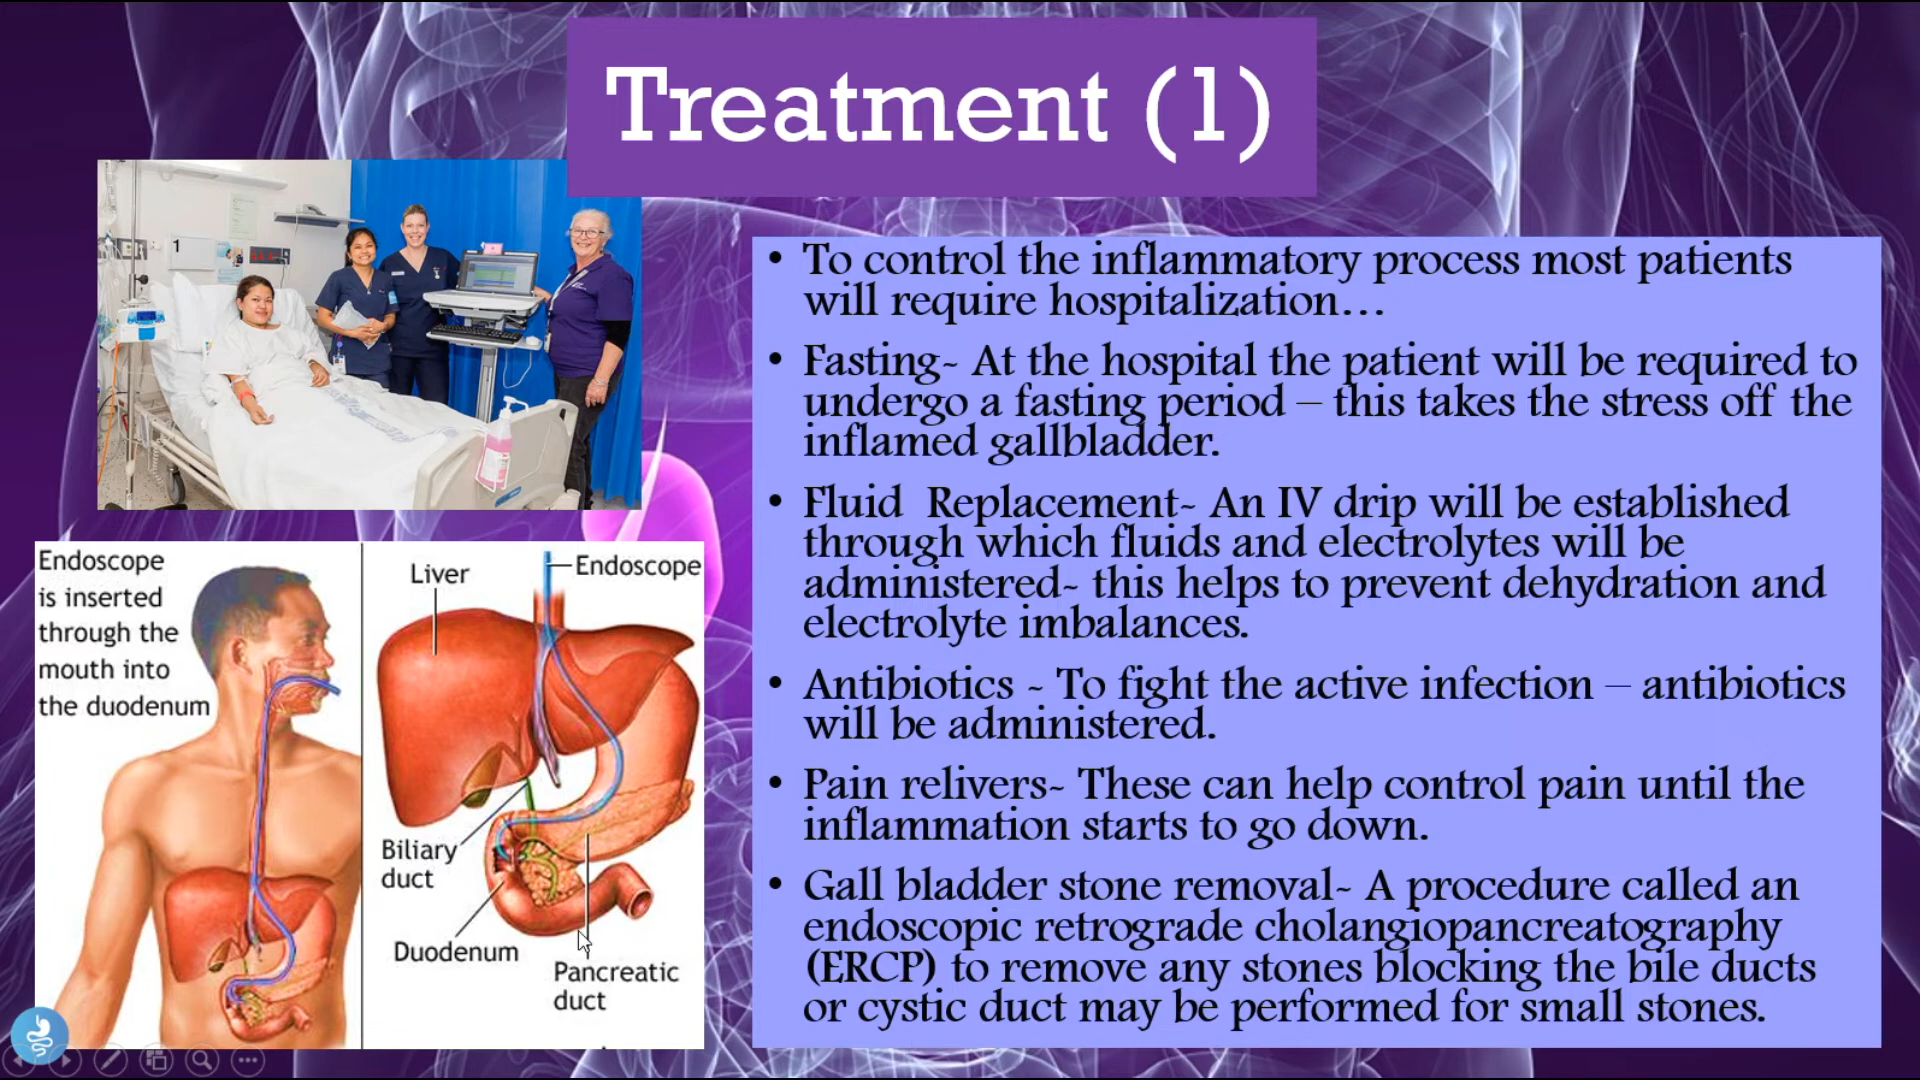 Treatment (1)
1
• To control the inflammatory process most patients
will require hospitalization...
• Fasting- At the hospital the patient will be required to
undergo a fasting period – this takes the stress off the
inflamed gallbladder.
• Fluid  Replacement- An IV drip will be established
through which fluids and electrolytes will be
administered- this helps to prevent dehydration and
electrolyte imbalances.
• Antibiotics - To fight the active infection – antibiotics
will be administered.
• Pain relivers- These can help control pain until the
inflammation starts to go down.
• Gall bladder stone removal- A procedure called an
endoscopic retrograde cholangiopancreatography
(ERCP) to remove any stones blocking the bile ducts
or cystic duct may be performed for small stones.
Endoscope
is inserted
through the
mouth into
the duodenum
Liver
Endoscope
Biliary
duct
Duodenum
Pancreatic
duct